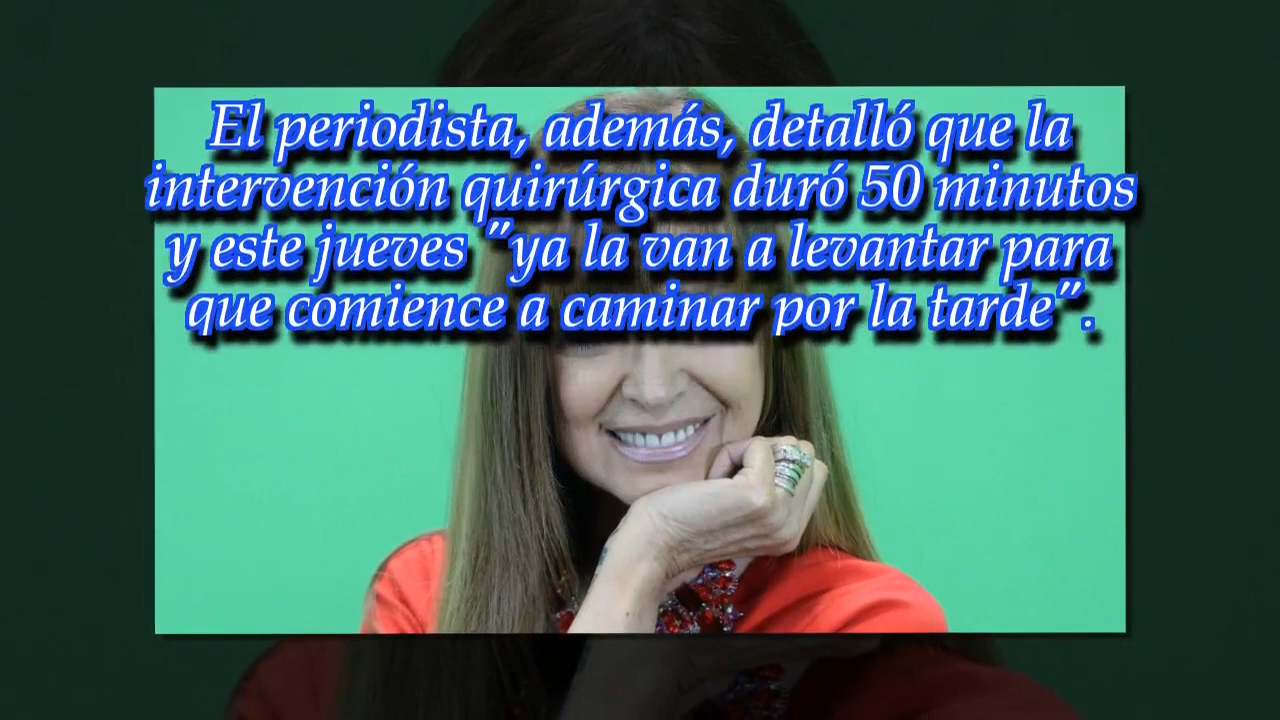 El periodista, además, detalló que la
intervención quirúrgica duró 50 minutos
y este jueves "ya la van a levantar para
que comience a caminar por la tarde".